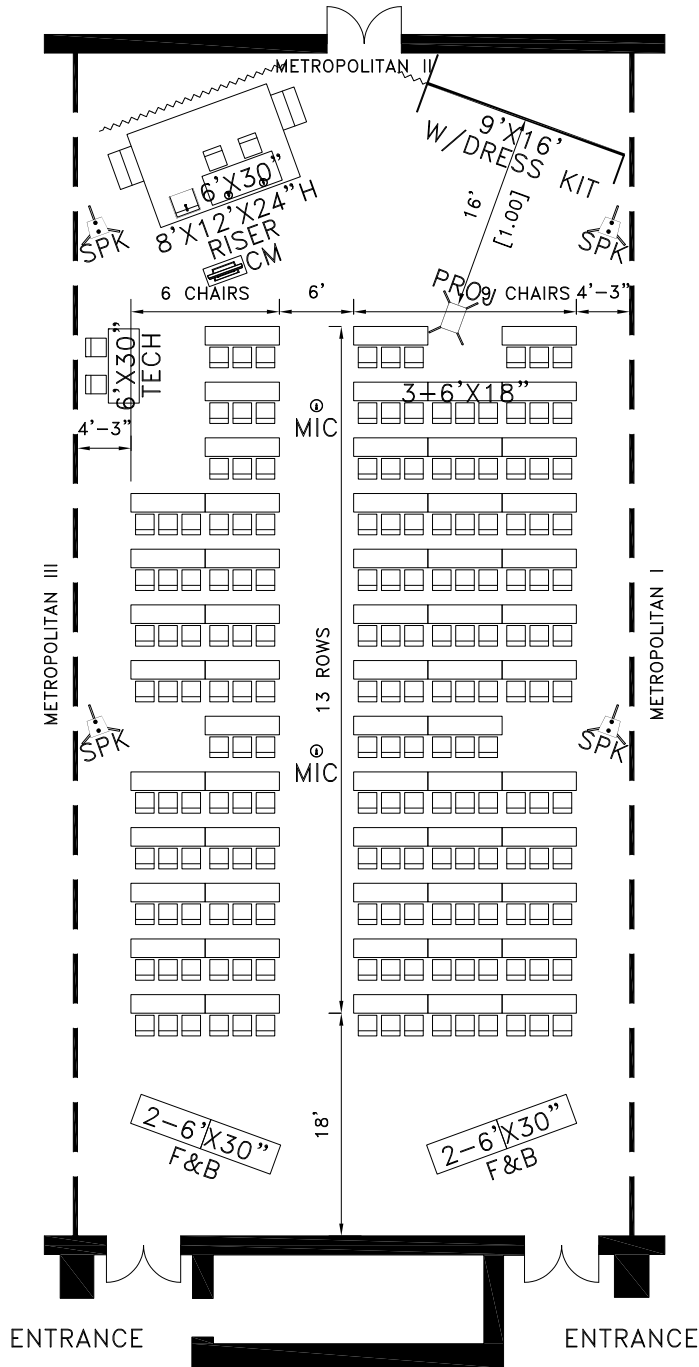 METROPOLITAN II
9'X16'
W/DRESS KIT
6'X30"
8'X12'X24"H
RISER
CM
16'
[1.00]
SPK
SPK
PROJ
6 CHAIRS
6'
9 CHAIRS
4'-3"
6'X30"
TECH
3-6'X18"
MIC
4'-3"
METROPOLITAN III
METROPOLITAN I
13 ROWS
SPK
SPK
MIC
18'
2-6'X30"
F&B
2-6'X30"
F&B
ENTRANCE
ENTRANCE